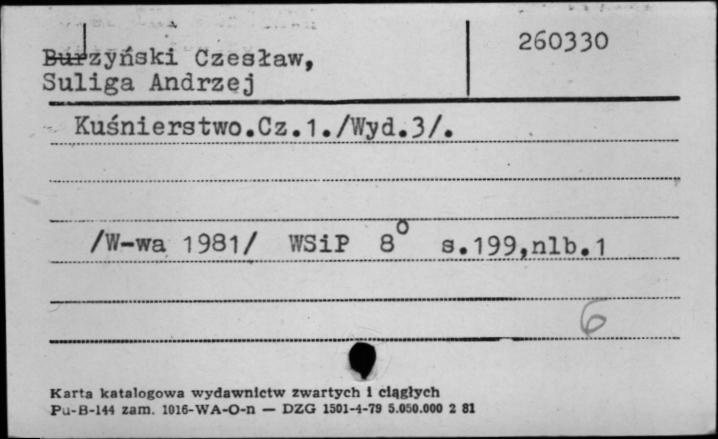 260330
Burzyński Czesław,
Suliga Andrzej
Kuśnierstwo.Cz.1./Wyd.3/.
/W-wa 1981/ WSiP 8° s.199,nlb.1
6
Karta katalogowa wydawnictw zwartych i ciągłych
Pu-B-144 zam. 1016-WA-O-n — DZG 1501-4-79 5.050.000 2 81